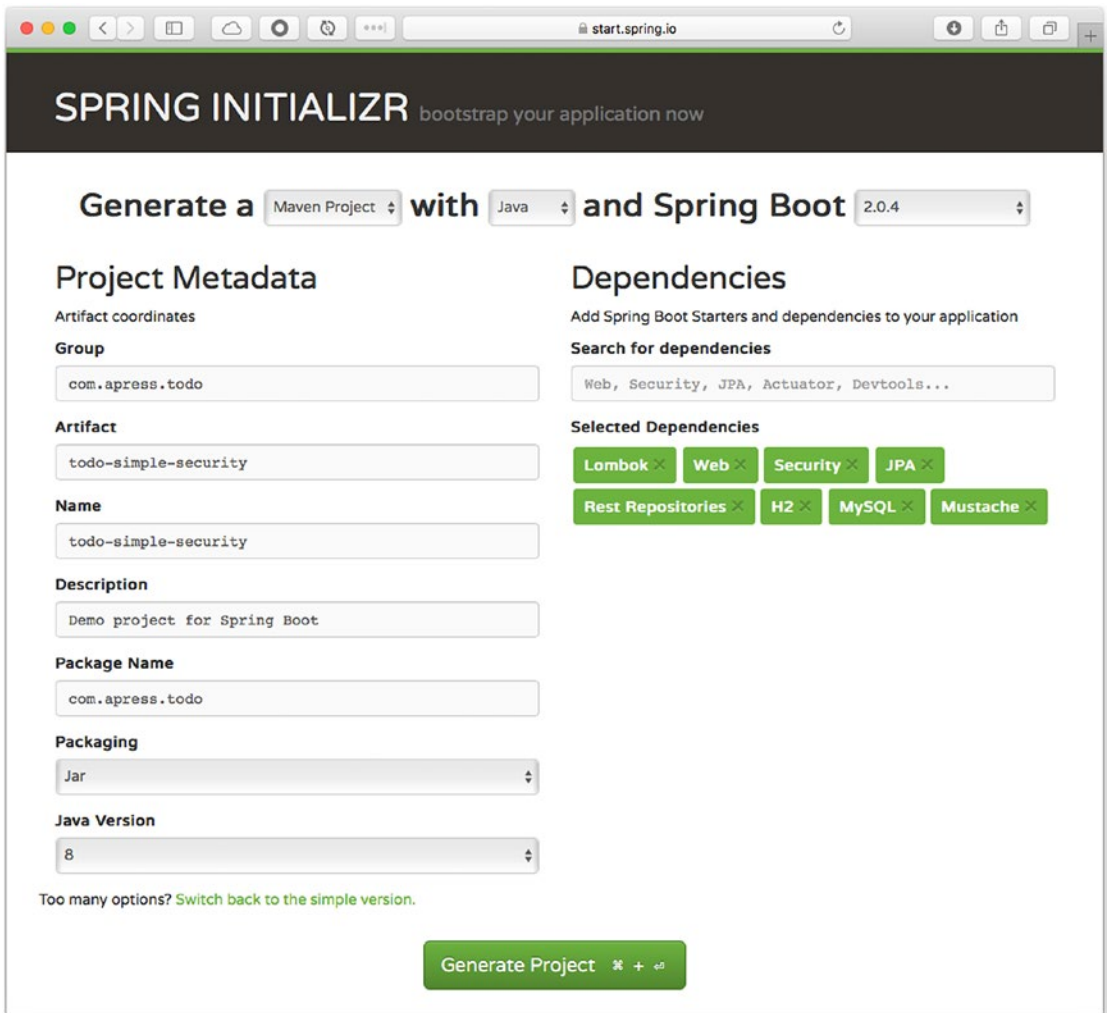 start.spring.io
SPRING INITIALIZR bootstrap your application now
Generate a Maven Project with Java and Spring Boot 2.0.4
Project Metadata
Artifact coordinates
Group
com.apress.todo
Artifact
todo-simple-security
Name
todo-simple-security
Description
Demo project for Spring Boot
Package Name
com.apress.todo
Packaging
Jar
Java Version
8
Too many options? Switch back to the simple version.
Dependencies
Add Spring Boot Starters and dependencies to your application
Search for dependencies
Web, Security, JPA, Actuator, Devtools...
Selected Dependencies
Lombok × Web × Security × JPA ×
Rest Repositories × H2 × MySQL × Mustache ×
Generate Project ⌘ + ⏎